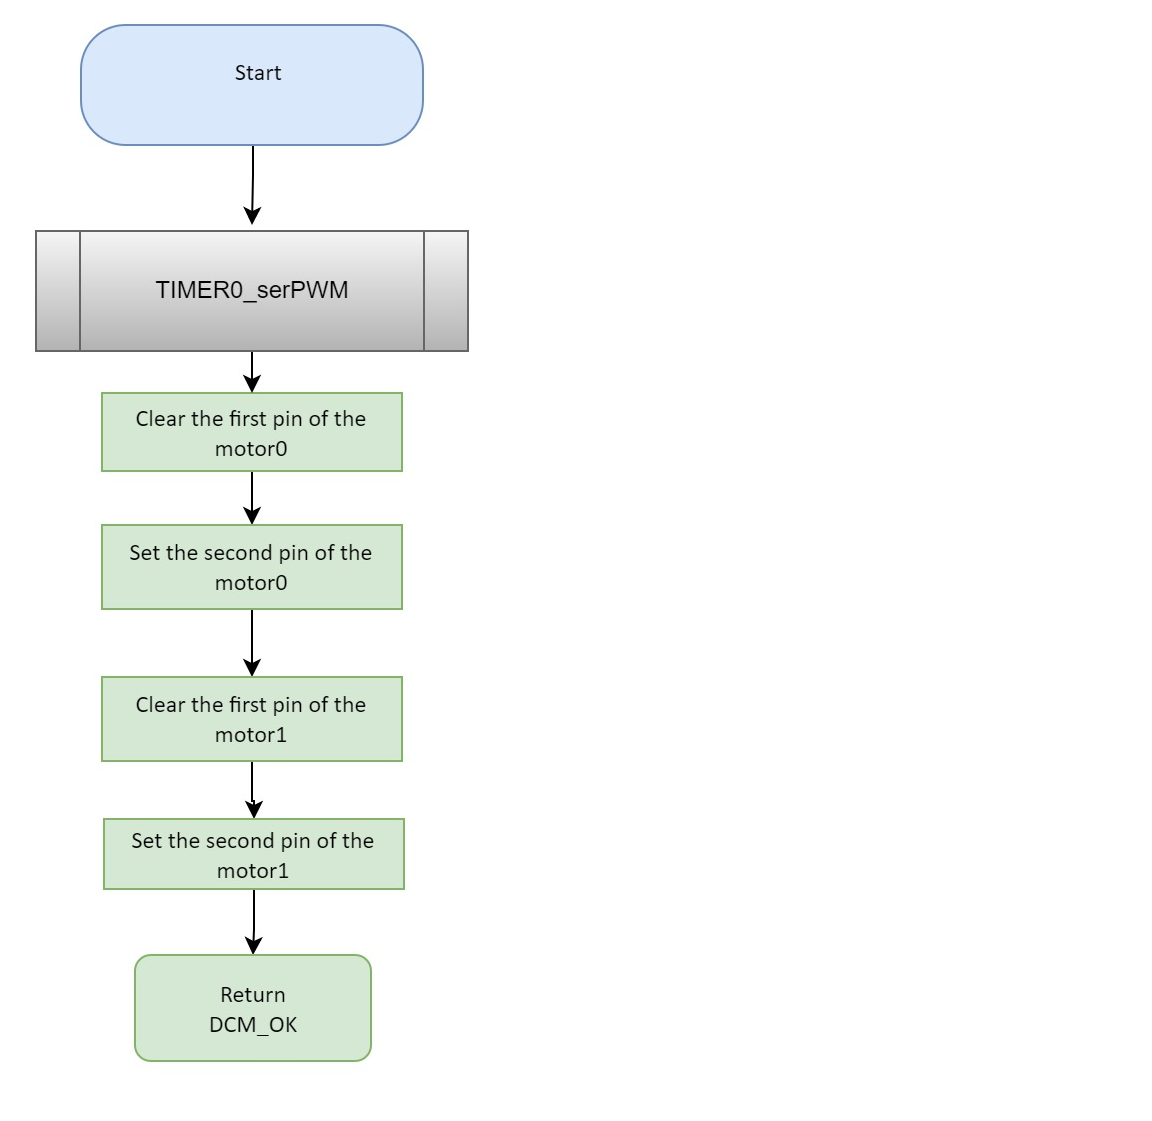 Start
TIMER0_serPWM
Clear the first pin of the
motor0
Set the second pin of the
motor0
Clear the first pin of the
motor1
Set the second pin of the
motor1
Return
DCM_OK